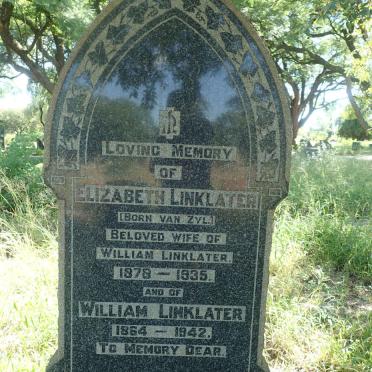 IN
LOVING MEMORY
OF
ELIZABETH LINKLATER
(BORN VAN ZYL.)
BELOVED WIFE OF
WILLIAM LINKLATER.
1878 — 1935.
AND OF
WILLIAM LINKLATER
1864 — 1942.
TO MEMORY DEAR.